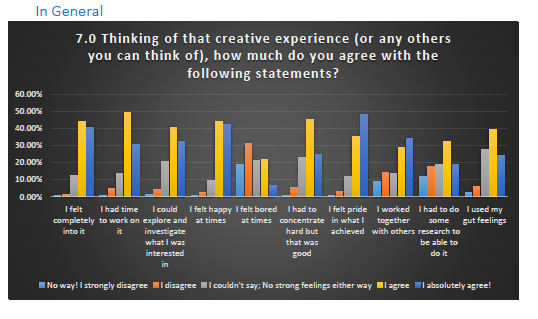 In General
7.0 Thinking of that creative experience (or any others
you can think of), how much do you agree with the
following statements?
60.00%
50.00%
40.00%
30.00%
20.00%
10.00%
0.00%
I felt completely into it
I had time to work on it
I could explore and investigate what I was interested in
I felt happy at times
I felt bored at times
I had to concentrate hard but that was good
I felt pride in what I achieved
I worked together with others
I had to do some research to be able to do it
I used my gut feelings
No way! I strongly disagree I disagree I couldn't say; No strong feelings either way I agree I absolutely agree!